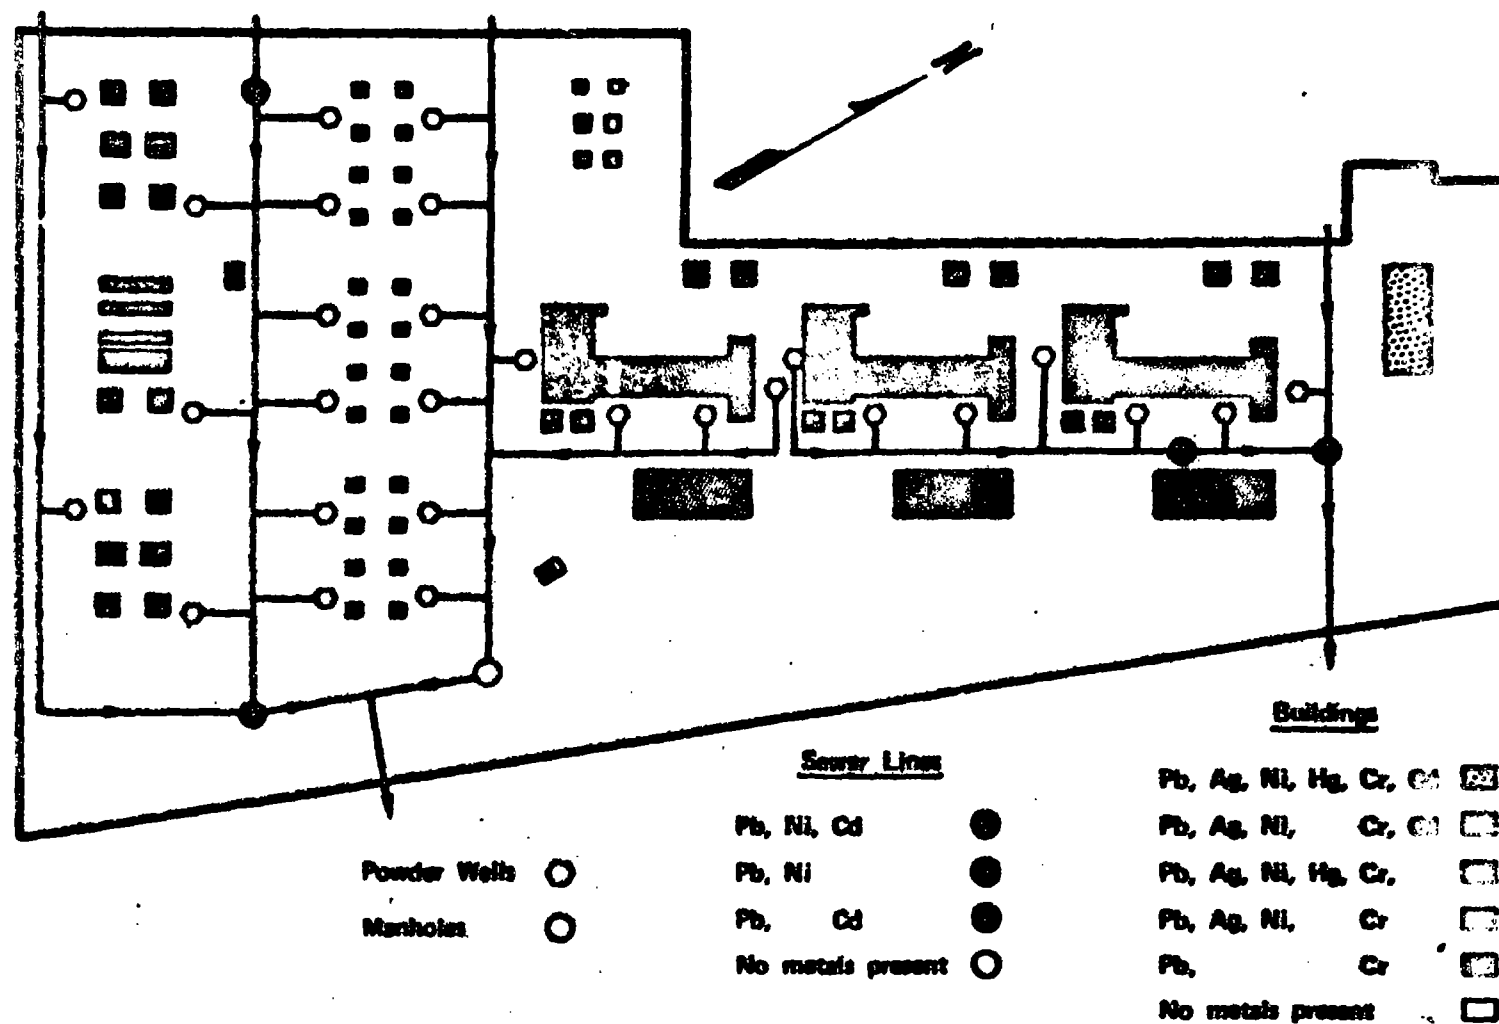 N
Buildings
Sewer Lines
Pb, Ag, Ni, Hg, Cr, Cd
Pb, Ni, Cd
Pb, Ag, Ni, Cr, Cd
Powder Wells
Pb, Ni
Pb, Ag, Ni, Hg, Cr,
Manholes
Pb, Cd
Pb, Ag, Ni, Cr
No metals present
Pb, Cr
No metals present